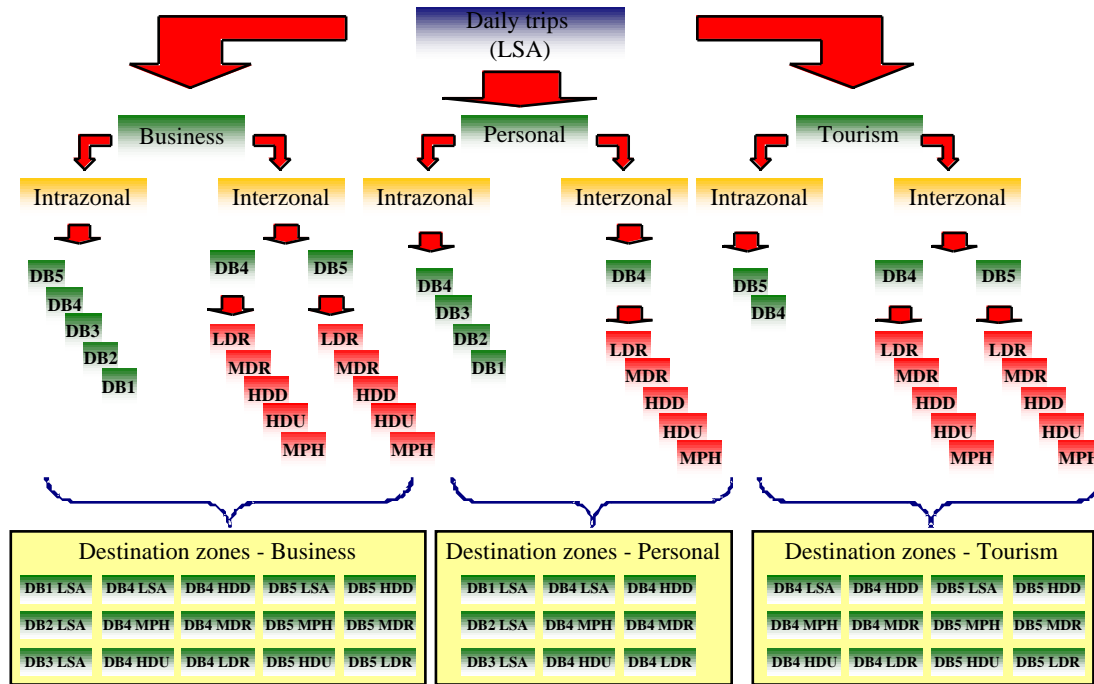 Daily trips
(LSA)
Business
Personal
Tourism
Intrazonal
Interzonal
Intrazonal
Interzonal
Intrazonal
Interzonal
DB5
DB4
DB3
DB2
DB1
DB4
LDR
MDR
HDD
HDU
MPH
DB5
LDR
MDR
HDD
HDU
MPH
DB4
DB3
DB2
DB1
DB4
LDR
MDR
HDD
HDU
MPH
DB5
DB4
DB4
LDR
MDR
HDD
HDU
MPH
DB5
LDR
MDR
HDD
HDU
MPH
Destination zones - Business
DB1 LSA DB4 LSA DB4 HDD DB5 LSA DB5 HDD
DB2 LSA DB4 MPH DB4 MDR DB5 MPH DB5 MDR
DB3 LSA DB4 HDU DB4 LDR DB5 HDU DB5 LDR
Destination zones - Personal
DB1 LSA DB4 LSA DB4 HDD
DB2 LSA DB4 MPH DB4 MDR
DB3 LSA DB4 HDU DB4 LDR
Destination zones - Tourism
DB4 LSA DB4 HDD DB5 LSA DB5 HDD
DB4 MPH DB4 MDR DB5 MPH DB5 MDR
DB4 HDU DB4 LDR DB5 HDU DB5 LDR